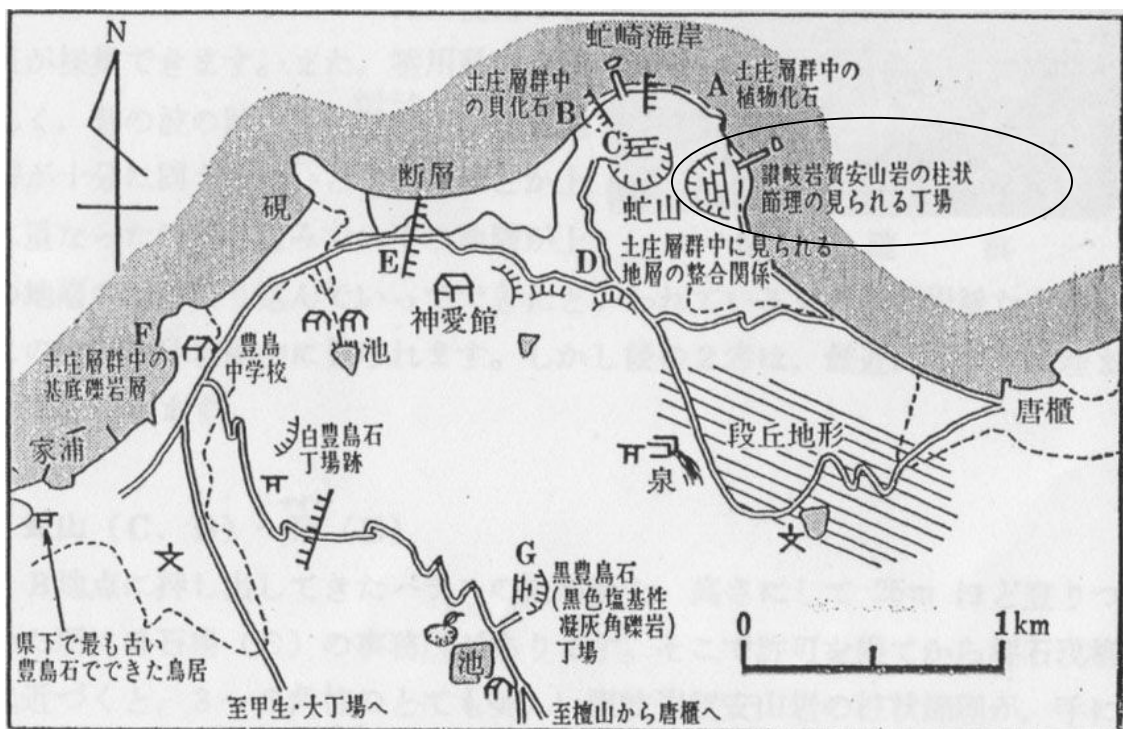 N
虻崎海岸
土庄層群中
の貝化石
B
A
土庄層群中の
植物化石
C
讃岐岩質安山岩の柱状
節理の見られる丁場
虻山
断層
硯
土庄層群中に見られる
地層の整合関係
D
E
神愛館
池
F
豊島
中学校
土庄層群中の
基底礫岩層
家浦
白豊島石
丁場跡
唐櫃
段丘地形
泉
G
黒豊島石
(黒色塩基性
凝灰角礫岩)
丁場
0
1km
県下で最も古い
豊島石でできた鳥居
池
至甲生・大丁場へ
至檀山から唐櫃へ